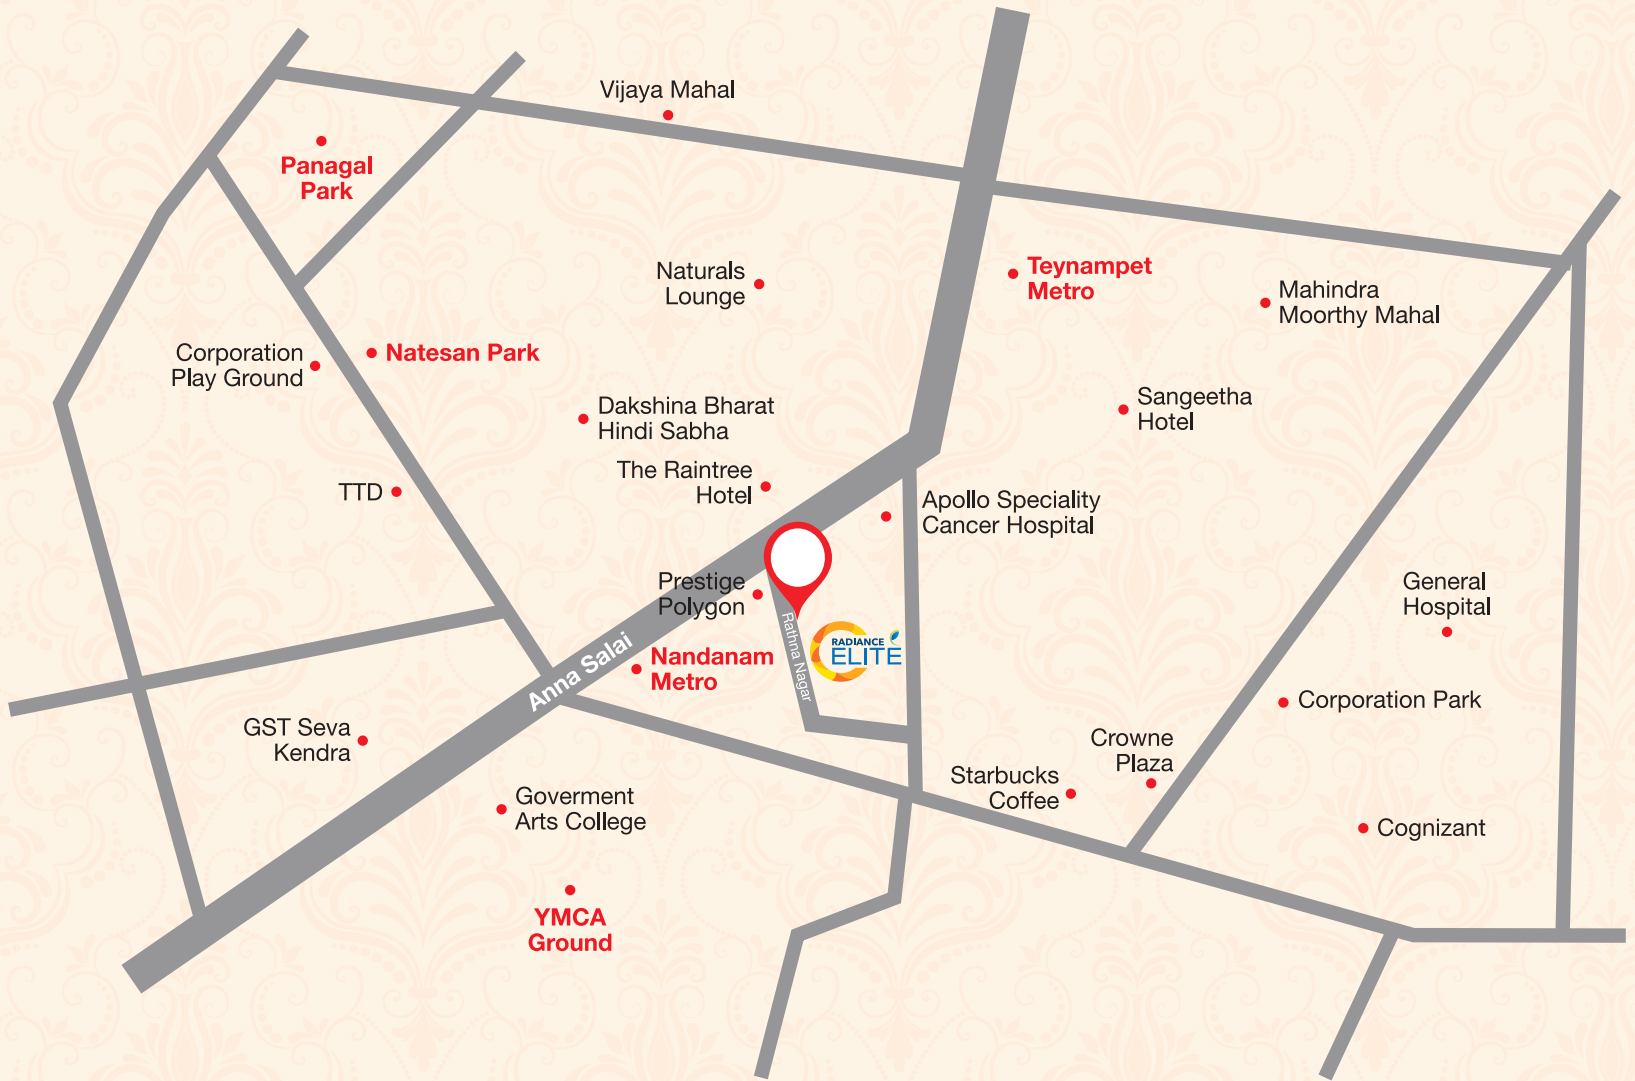 Vijaya Mahal
Panagal
Park
Naturals
Lounge
Teynampet
Metro
Mahindra
Moorthy Mahal
Corporation
Play Ground
Natesan Park
Dakshina Bharat
Hindi Sabha
Sangeetha
Hotel
The Raintree
Hotel
TTD
Apollo Speciality
Cancer Hospital
Prestige
Polygon
General
Hospital
Rathna Nagar
RADIANCE
ELITE
Anna Salai
Nandanam
Metro
Corporation Park
GST Seva
Kendra
Crowne
Plaza
Starbucks
Coffee
Goverment
Arts College
Cognizant
YMCA
Ground